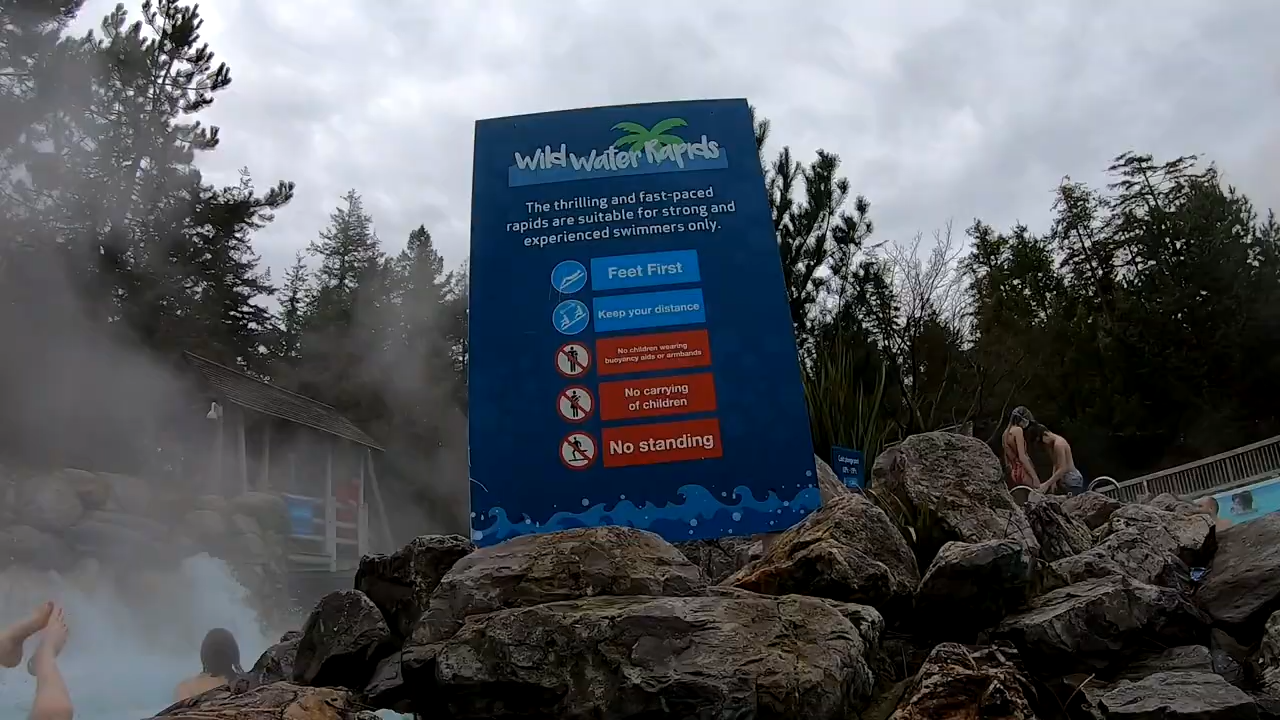 Wild Water Rapids
The thrilling and fast-paced
rapids are suitable for strong and
experienced swimmers only.
Feet First
Keep your distance
No children wearing
buoyancy aids or armbands
No carrying
of children
No standing